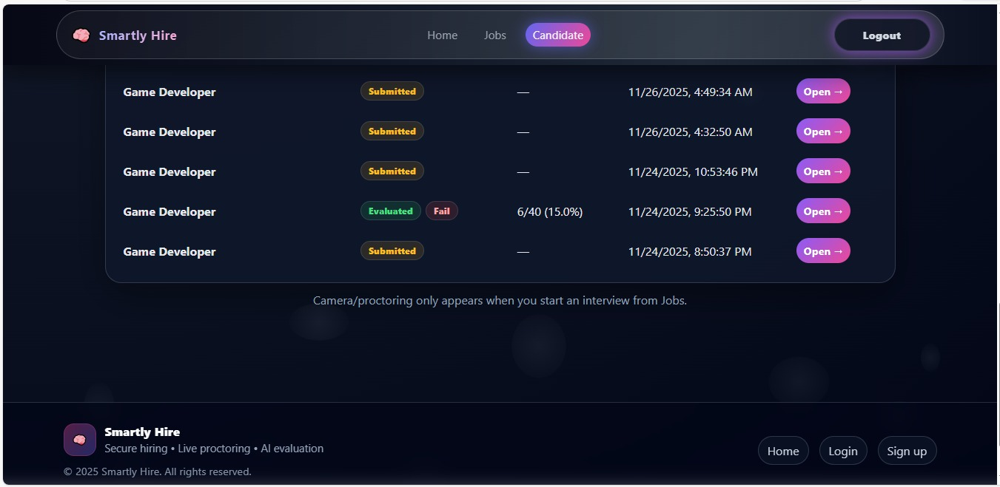 Smartly Hire Home Jobs Candidate Logout
Game Developer Submitted — 11/26/2025, 4:49:34 AM Open →
Game Developer Submitted — 11/26/2025, 4:32:50 AM Open →
Game Developer Submitted — 11/24/2025, 10:53:46 PM Open →
Game Developer Evaluated Fail 6/40 (15.0%) 11/24/2025, 9:25:50 PM Open →
Game Developer Submitted — 11/24/2025, 8:50:37 PM Open →
Camera/proctoring only appears when you start an interview from Jobs.
Smartly Hire
Secure hiring • Live proctoring • AI evaluation
Home Login Sign up
© 2025 Smartly Hire. All rights reserved.